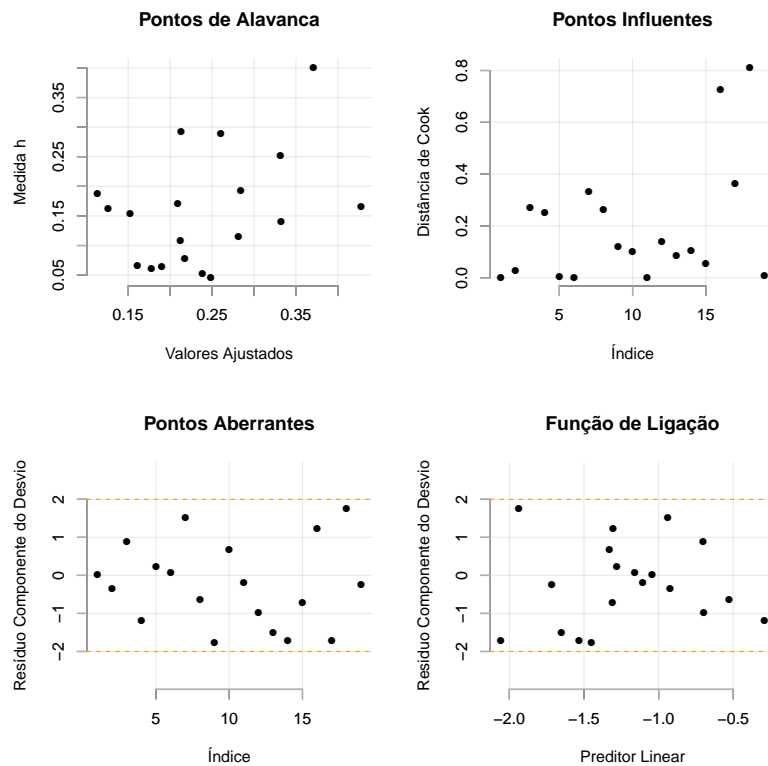 Pontos de Alavanca
Medida h
0.05
0.15
0.25
0.35
0.15
0.25
0.35
Valores Ajustados
Pontos Influentes
Distância de Cook
0.0
0.2
0.4
0.6
0.8
5
10
15
Índice
Pontos Aberrantes
Resíduo Componente do Desvio
−2
−1
0
1
2
5
10
15
Índice
Função de Ligação
Resíduo Componente do Desvio
−2
−1
0
1
2
−2.0
−1.5
−1.0
−0.5
Preditor Linear